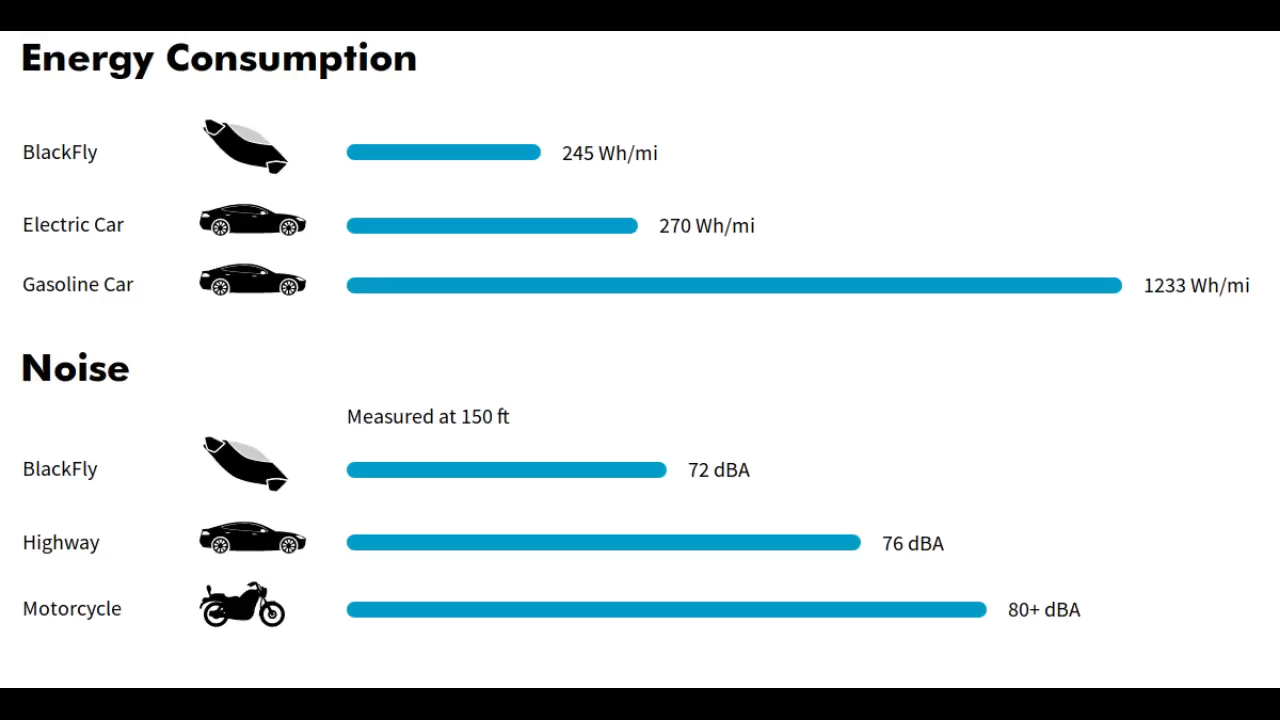 Energy Consumption
BlackFly 245 Wh/mi
Electric Car 270 Wh/mi
Gasoline Car 1233 Wh/mi
Noise
Measured at 150 ft
BlackFly 72 dBA
Highway 76 dBA
Motorcycle 80+ dBA